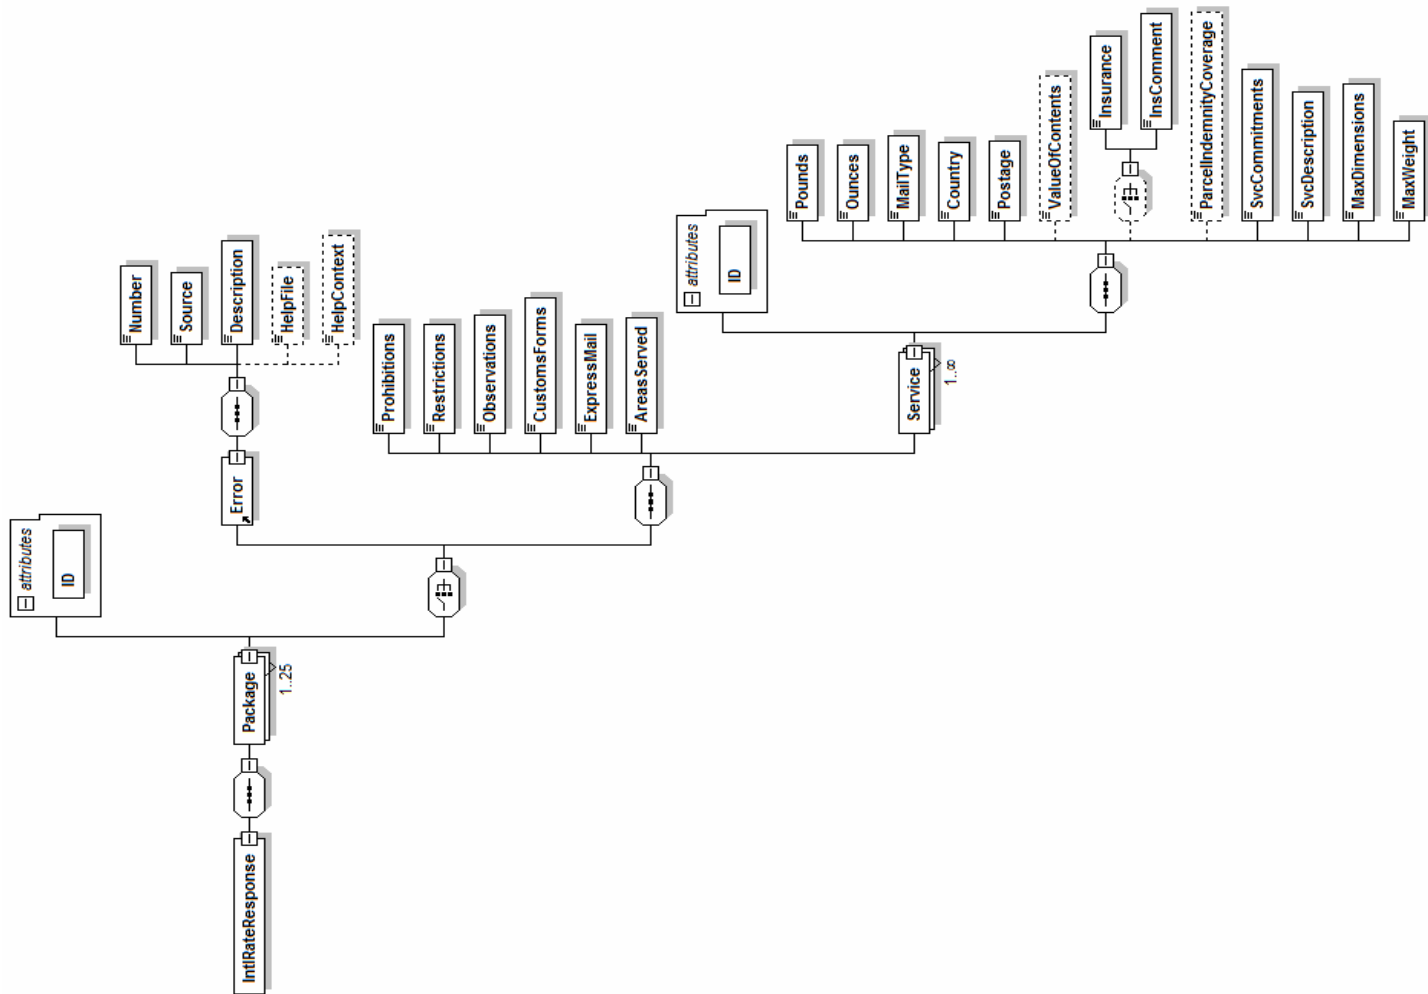 IntlRateResponse
Package
1..25
attributes
ID
Error
Number
Source
Description
HelpFile
HelpContext
Prohibitions
Restrictions
Observations
CustomsForms
ExpressMail
AreasServed
Service
1..∞
attributes
ID
Pounds
Ounces
MailType
Country
Postage
ValueOfContents
Insurance
InsComment
ParcelIndemnityCoverage
SvcCommitments
SvcDescription
MaxDimensions
MaxWeight